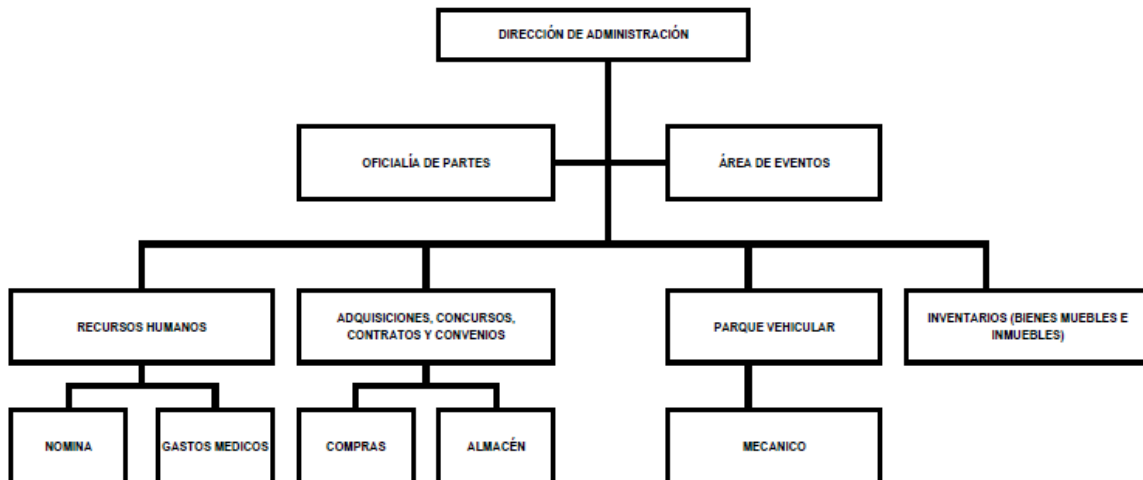 DIRECCIÓN DE ADMINISTRACIÓN
OFICIALÍA DE PARTES
ÁREA DE EVENTOS
RECURSOS HUMANOS
ADQUISICIONES, CONCURSOS,
CONTRATOS Y CONVENIOS
PARQUE VEHICULAR
INVENTARIOS (BIENES MUEBLES E
INMUEBLES)
NOMINA
GASTOS MEDICOS
COMPRAS
ALMACÉN
MECANICO